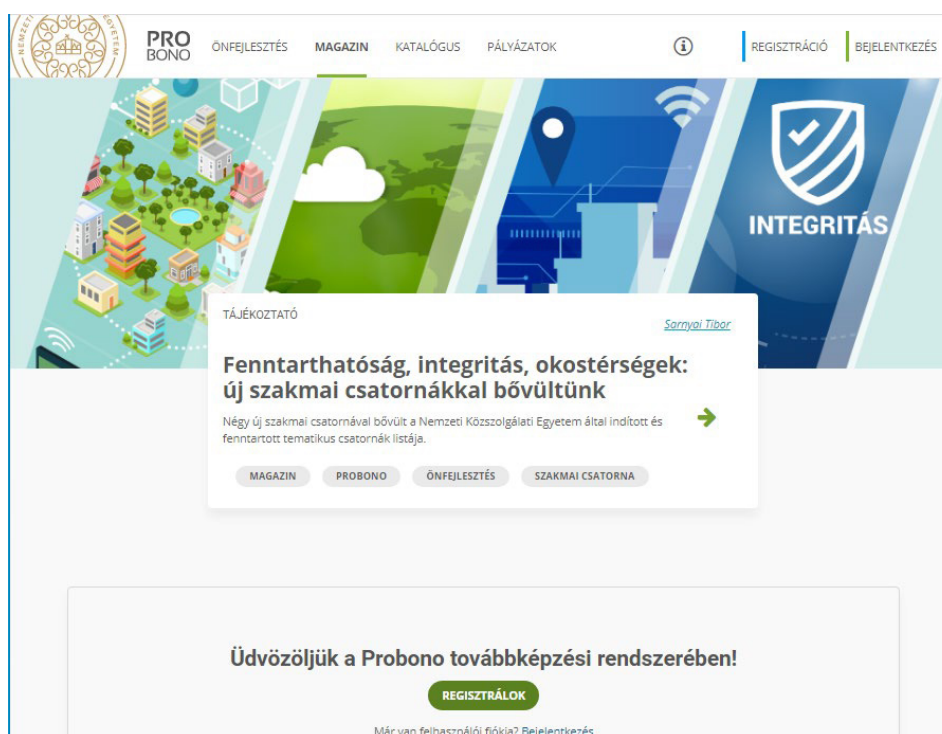 NEMZETI
EGYETEM
PRO
BONO
ÖNFEJLESZTÉS
MAGAZIN
KATALÓGUS
PÁLYÁZATOK
REGISZTRÁCIÓ
BEJELENTKEZÉS
INTEGRITÁS
TÁJÉKOZTATÓ
Sarnyai Tibor
Fenntarthatóság, integritás, okostérségek:
új szakmai csatornákkal bővültünk
Négy új szakmai csatornával bővült a Nemzeti Közszolgálati Egyetem által indított és
fenntartott tematikus csatornák listája.
MAGAZIN
PROBONO
ÖNFEJLESZTÉS
SZAKMAI CSATORNA
Üdvözöljük a Probono továbbképzési rendszerében!
REGISZTRÁLOK
Már van felhasználói fiókja? Bejelentkezés